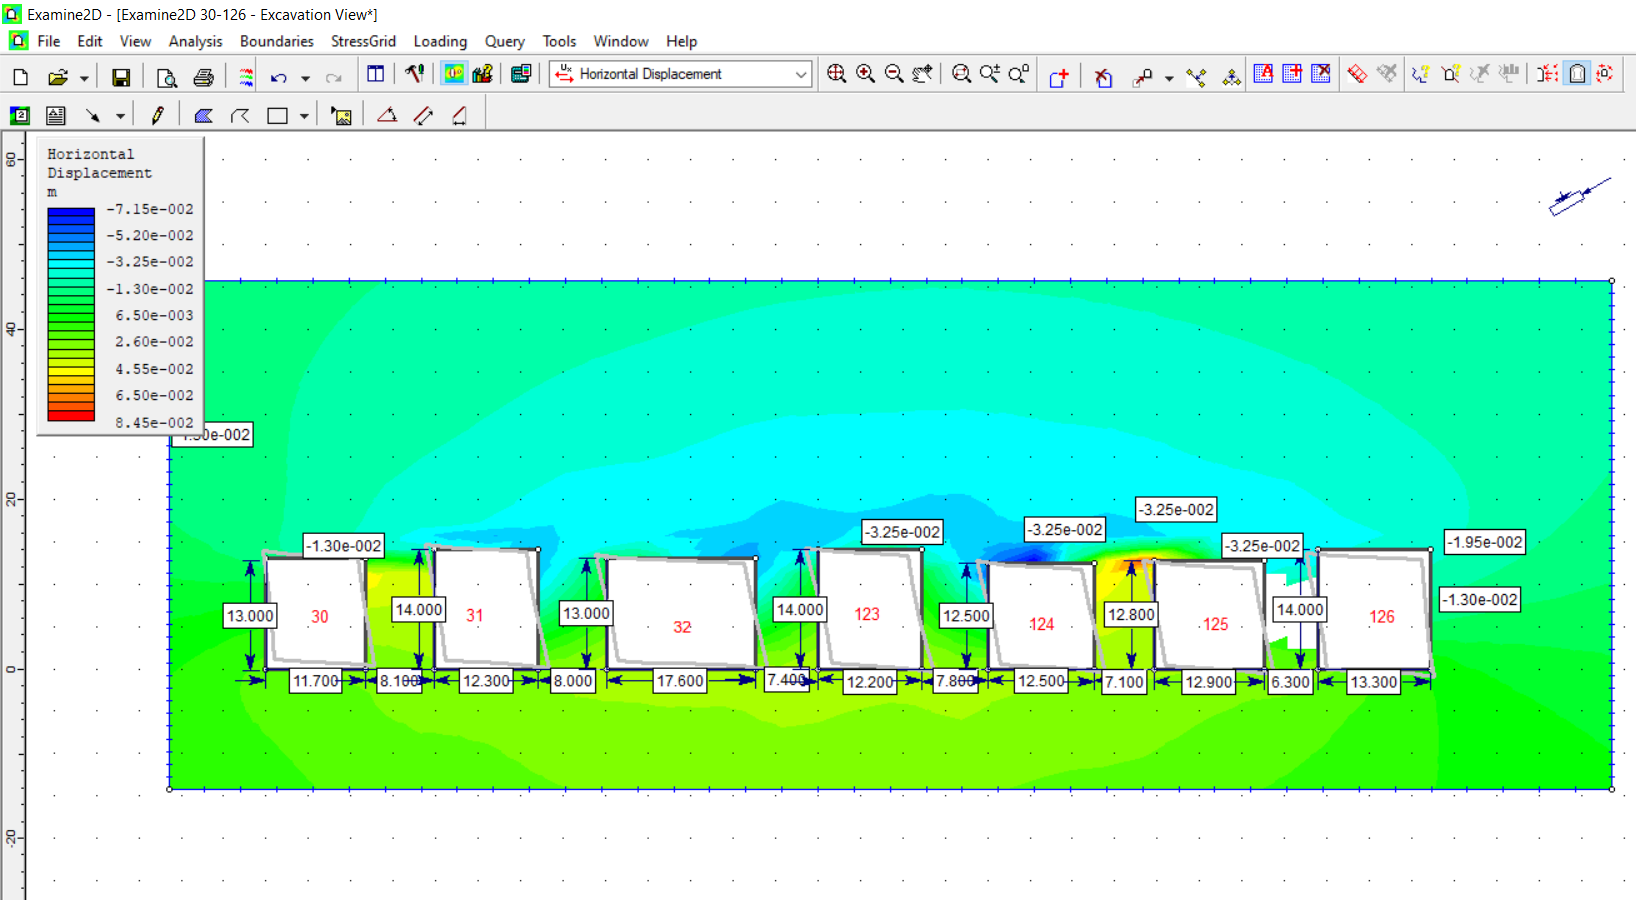 Examine2D - [Examine2D 30-126 - Excavation View*]
File Edit View Analysis Boundaries StressGrid Loading Query Tools Window Help
Horizontal Displacement
Horizontal
Displacement
m
-7.15e-002
-5.20e-002
-3.25e-002
-1.30e-002
6.50e-003
2.60e-002
4.55e-002
6.50e-002
8.45e-002
60
40
20
0
-20
-1.30e-002
-3.25e-002
-3.25e-002
-3.25e-002
-3.25e-002
-1.95e-002
-1.30e-002
13.000
30
14.000
31
13.000
32
14.000
123
12.500
124
12.800
125
14.000
126
11.700
8.100
12.300
8.000
17.600
7.400
12.200
7.800
12.500
7.100
12.900
6.300
13.300